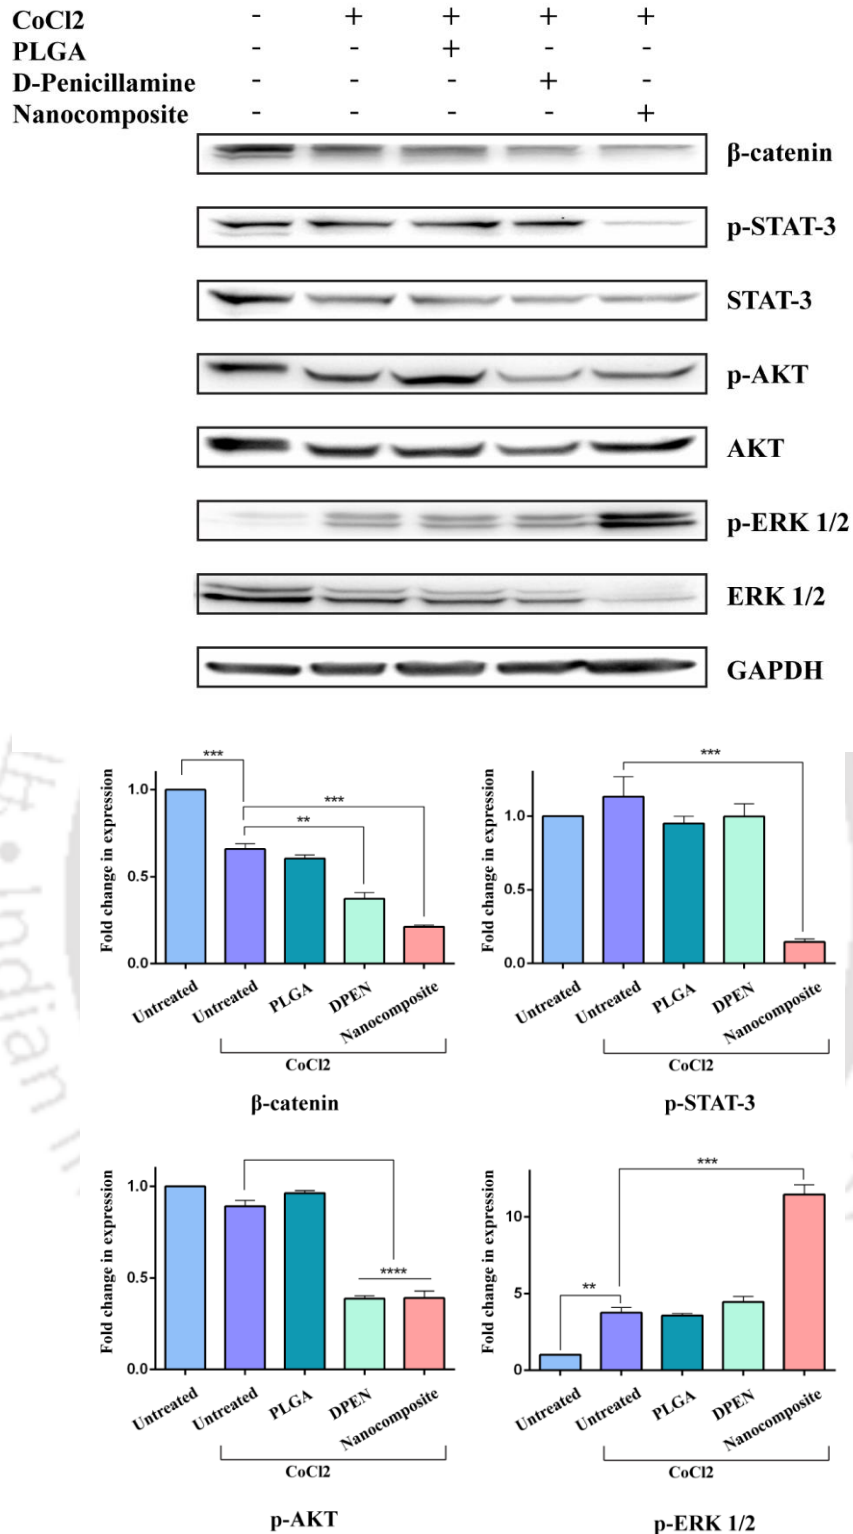 CoCl2 - + + + +
PLGA - - + - -
D-Penicillamine - - - + -
Nanocomposite - - - - +
β-catenin
p-STAT-3
STAT-3
p-AKT
AKT
p-ERK 1/2
ERK 1/2
GAPDH
Fold change in expression
1.0
0.5
0.0
***
***
**
Untreated
Untreated
PLGA
DPEN
Nanocomposite
CoCl2
β-catenin
Fold change in expression
1.0
0.5
0.0
***
Untreated
Untreated
PLGA
DPEN
Nanocomposite
CoCl2
p-STAT-3
Fold change in expression
1.0
0.5
0.0
****
Untreated
Untreated
PLGA
DPEN
Nanocomposite
CoCl2
p-AKT
Fold change in expression
10
5
0
**
***
Untreated
Untreated
PLGA
DPEN
Nanocomposite
CoCl2
p-ERK 1/2
Indian